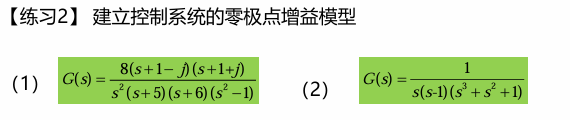 【练习2】 建立控制系统的零极点增益模型
（1） G(s) = 8(s+1−j)(s+1+j) / s²(s+5)(s+6)(s²−1) （2） G(s) = 1 / s(s-1)(s³+s²+1)